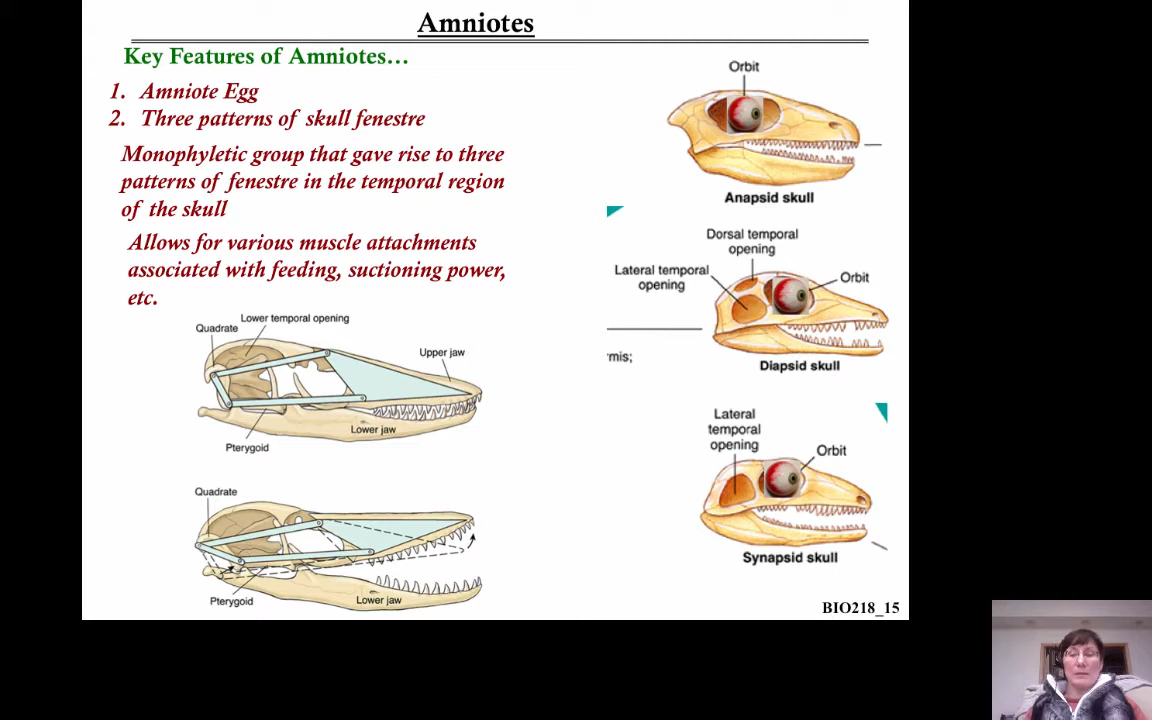 Amniotes
Key Features of Amniotes…
1. Amniote Egg
2. Three patterns of skull fenestre
Monophyletic group that gave rise to three
patterns of fenestre in the temporal region
of the skull
Allows for various muscle attachments
associated with feeding, suctioning power,
etc.
Lower temporal opening
Quadrate
Upper jaw
Lower jaw
Pterygoid
Quadrate
Pterygoid
Lower jaw
Orbit
Anapsid skull
Dorsal temporal
opening
Lateral temporal
opening
Orbit
rmis;
Diapsid skull
Lateral
temporal
opening
Orbit
Synapsid skull
BIO218_15